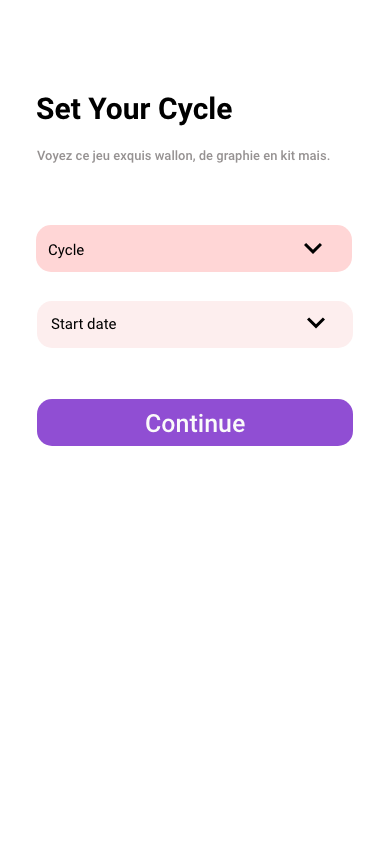 Set Your Cycle
Voyez ce jeu exquis wallon, de graphie en kit mais.
Cycle
Start date
Continue